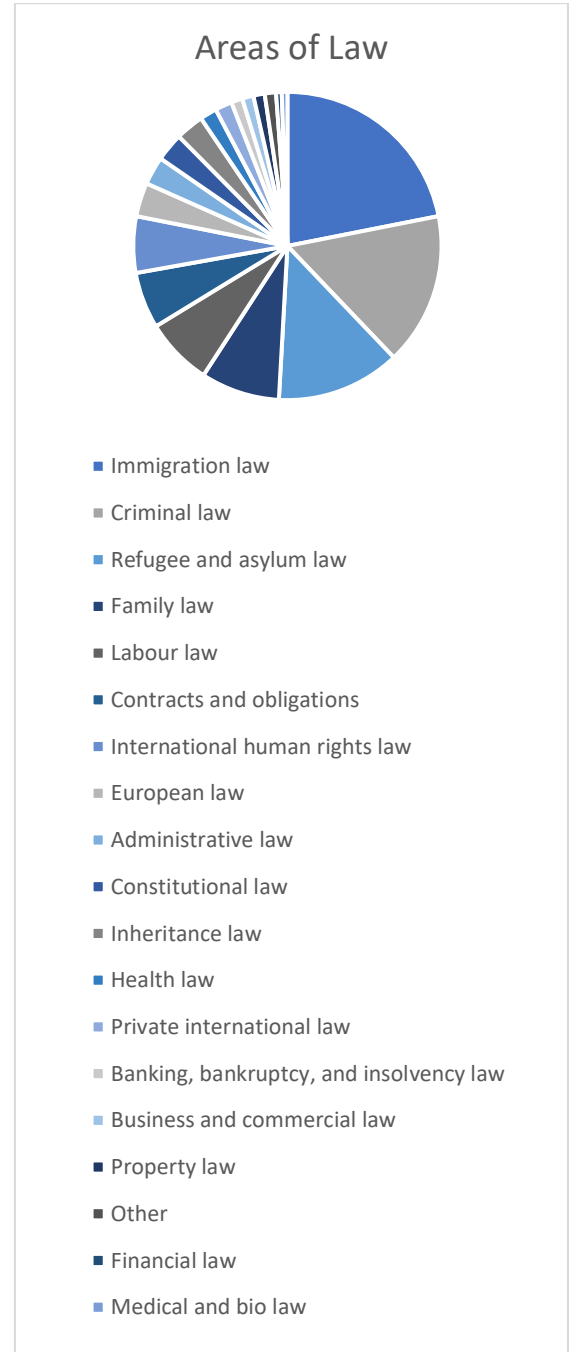 Areas of Law
Immigration law
Criminal law
Refugee and asylum law
Family law
Labour law
Contracts and obligations
International human rights law
European law
Administrative law
Constitutional law
Inheritance law
Health law
Private international law
Banking, bankruptcy, and insolvency law
Business and commercial law
Property law
Other
Financial law
Medical and bio law